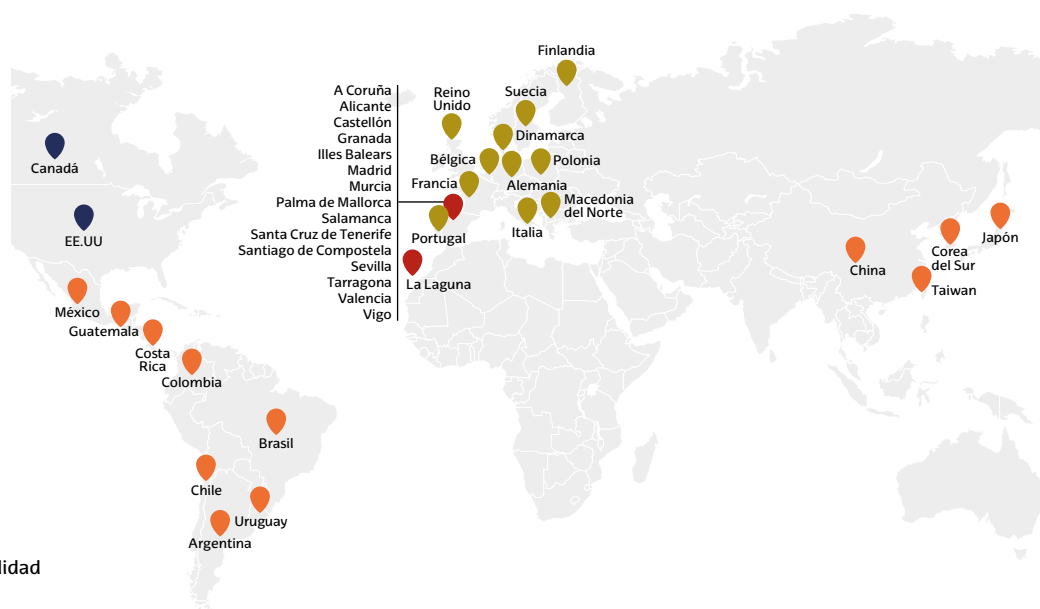 Finlandia
A Coruña
Alicante
Castellón
Granada
Illes Balears
Madrid
Murcia
Palma de Mallorca
Salamanca
Santa Cruz de Tenerife
Santiago de Compostela
Sevilla
Tarragona
Valencia
Vigo
Reino
Unido
Suecia
Dinamarca
Bélgica
Polonia
Francia
Alemania
Macedonia
del Norte
Italia
Portugal
La Laguna
Canadá
EE.UU
México
Guatemala
Costa
Rica
Colombia
Brasil
Chile
Uruguay
Argentina
China
Corea
del Sur
Japón
Taiwan
lidad